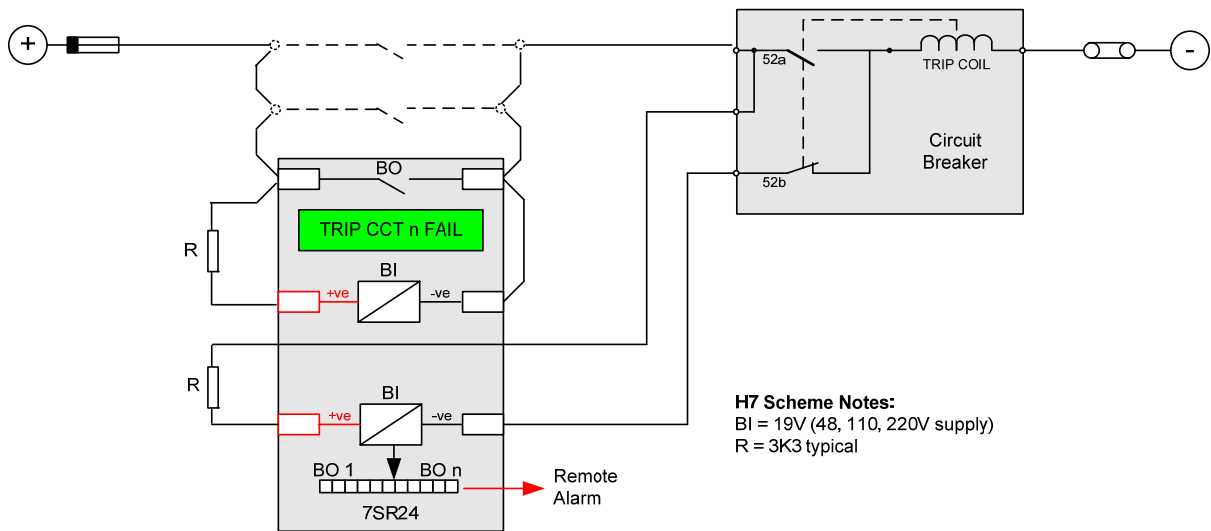 +
-
52a
TRIP COIL
Circuit
Breaker
52b
BO
TRIP CCT n FAIL
R
BI
+ve
-ve
R
BI
+ve
-ve
BO 1
BO n
Remote
Alarm
7SR24
H7 Scheme Notes:
BI = 19V (48, 110, 220V supply)
R = 3K3 typical